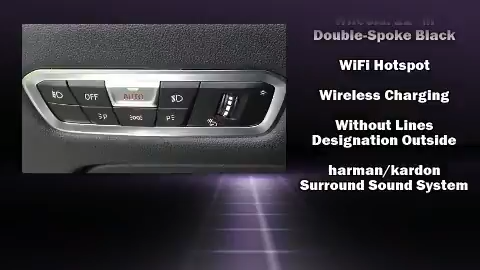 Double-Spoke Black
WiFi Hotspot
Wireless Charging
Without Lines
Designation Outside
harman/kardon
Surround Sound System
OFF
AUTO